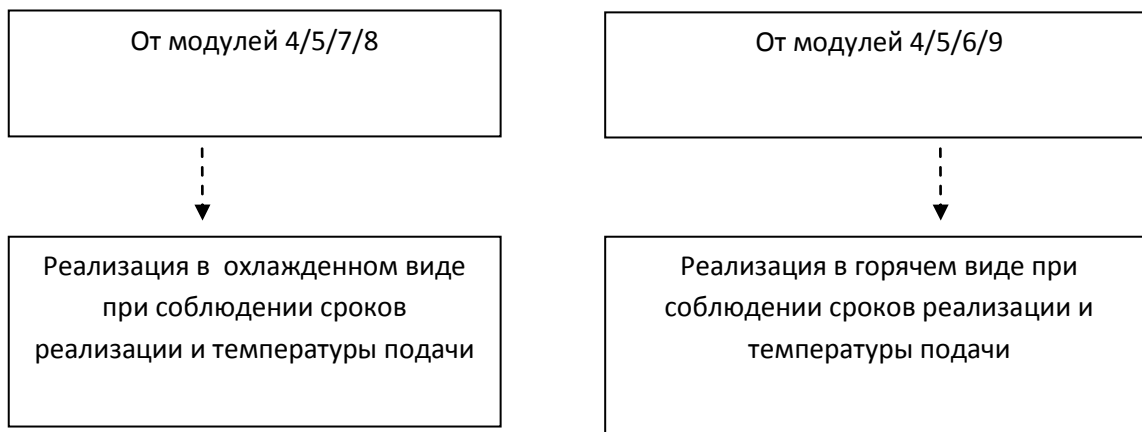 От модулей 4/5/7/8
От модулей 4/5/6/9
Реализация в охлажденном виде
при соблюдении сроков
реализации и температуры подачи
Реализация в горячем виде при
соблюдении сроков реализации и
температуры подачи